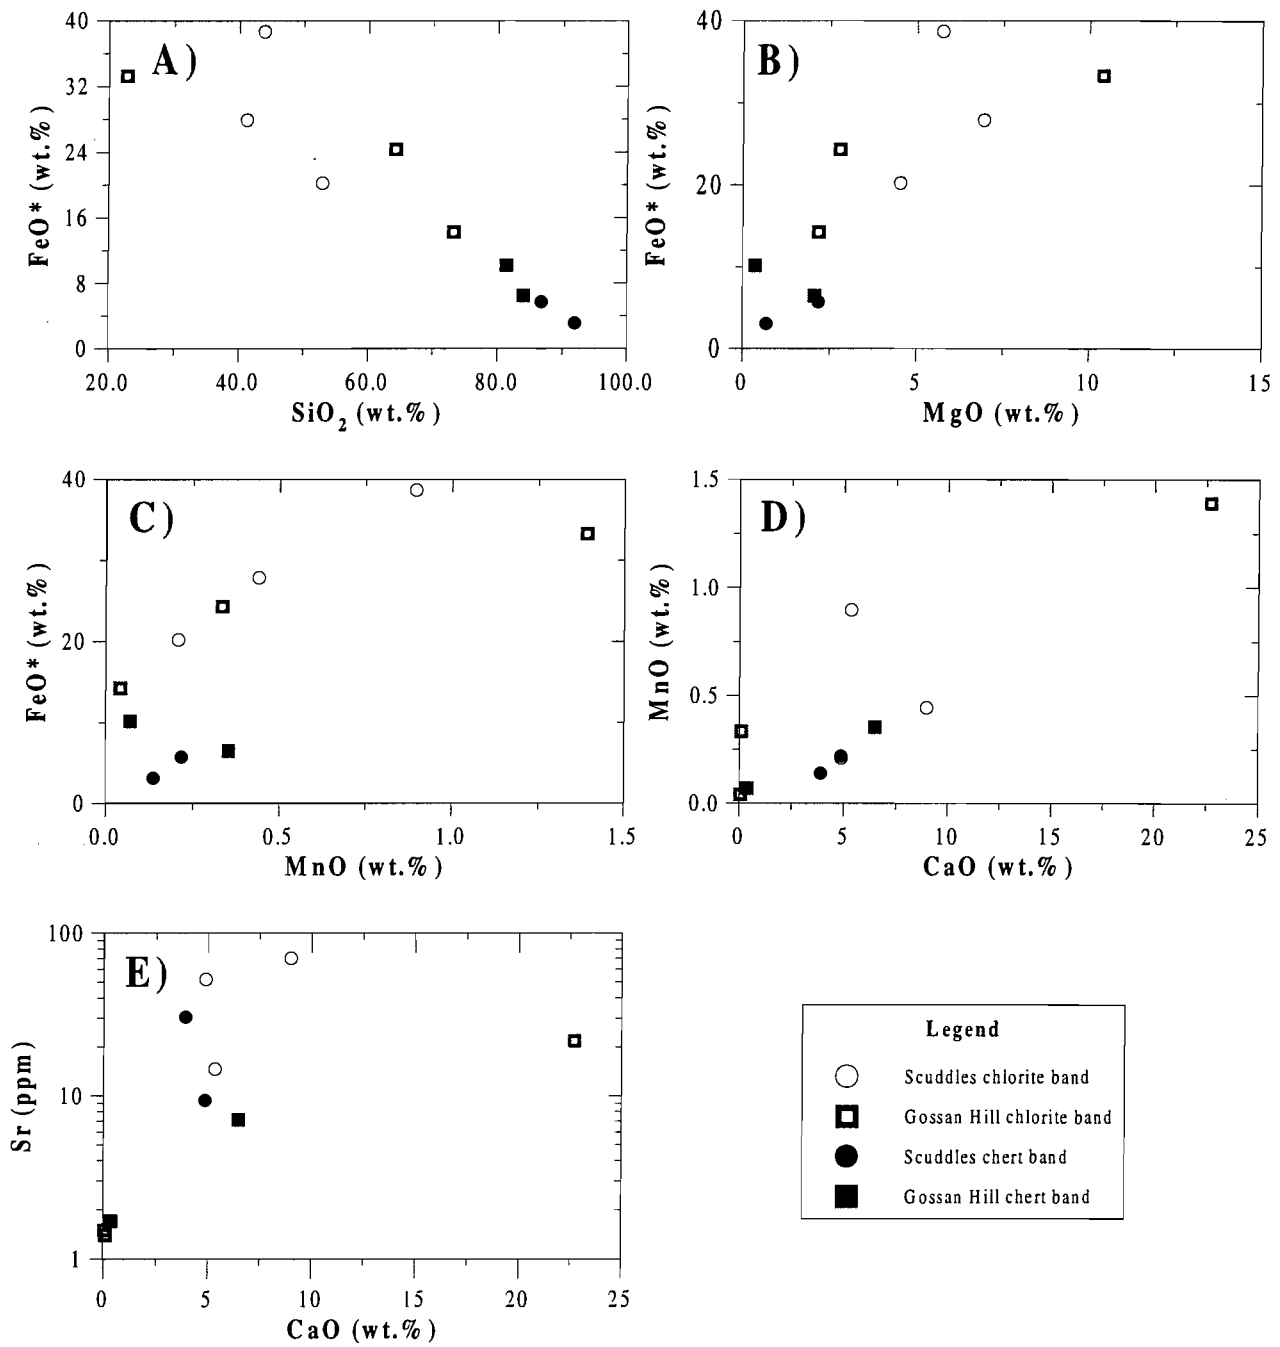 A)
FeO* (wt.%)
40
32
24
16
8
0
20.0 40.0 60.0 80.0 100.0
SiO2 (wt.%)
B)
FeO* (wt.%)
40
20
0
0 5 10 15
MgO (wt.%)
C)
FeO* (wt.%)
40
20
0
0.0 0.5 1.0 1.5
MnO (wt.%)
D)
MnO (wt.%)
1.5
1.0
0.5
0.0
0 5 10 15 20 25
CaO (wt.%)
E)
Sr (ppm)
100
10
1
0 5 10 15 20 25
CaO (wt.%)
Legend
Scuddles chlorite band
Gossan Hill chlorite band
Scuddles chert band
Gossan Hill chert band